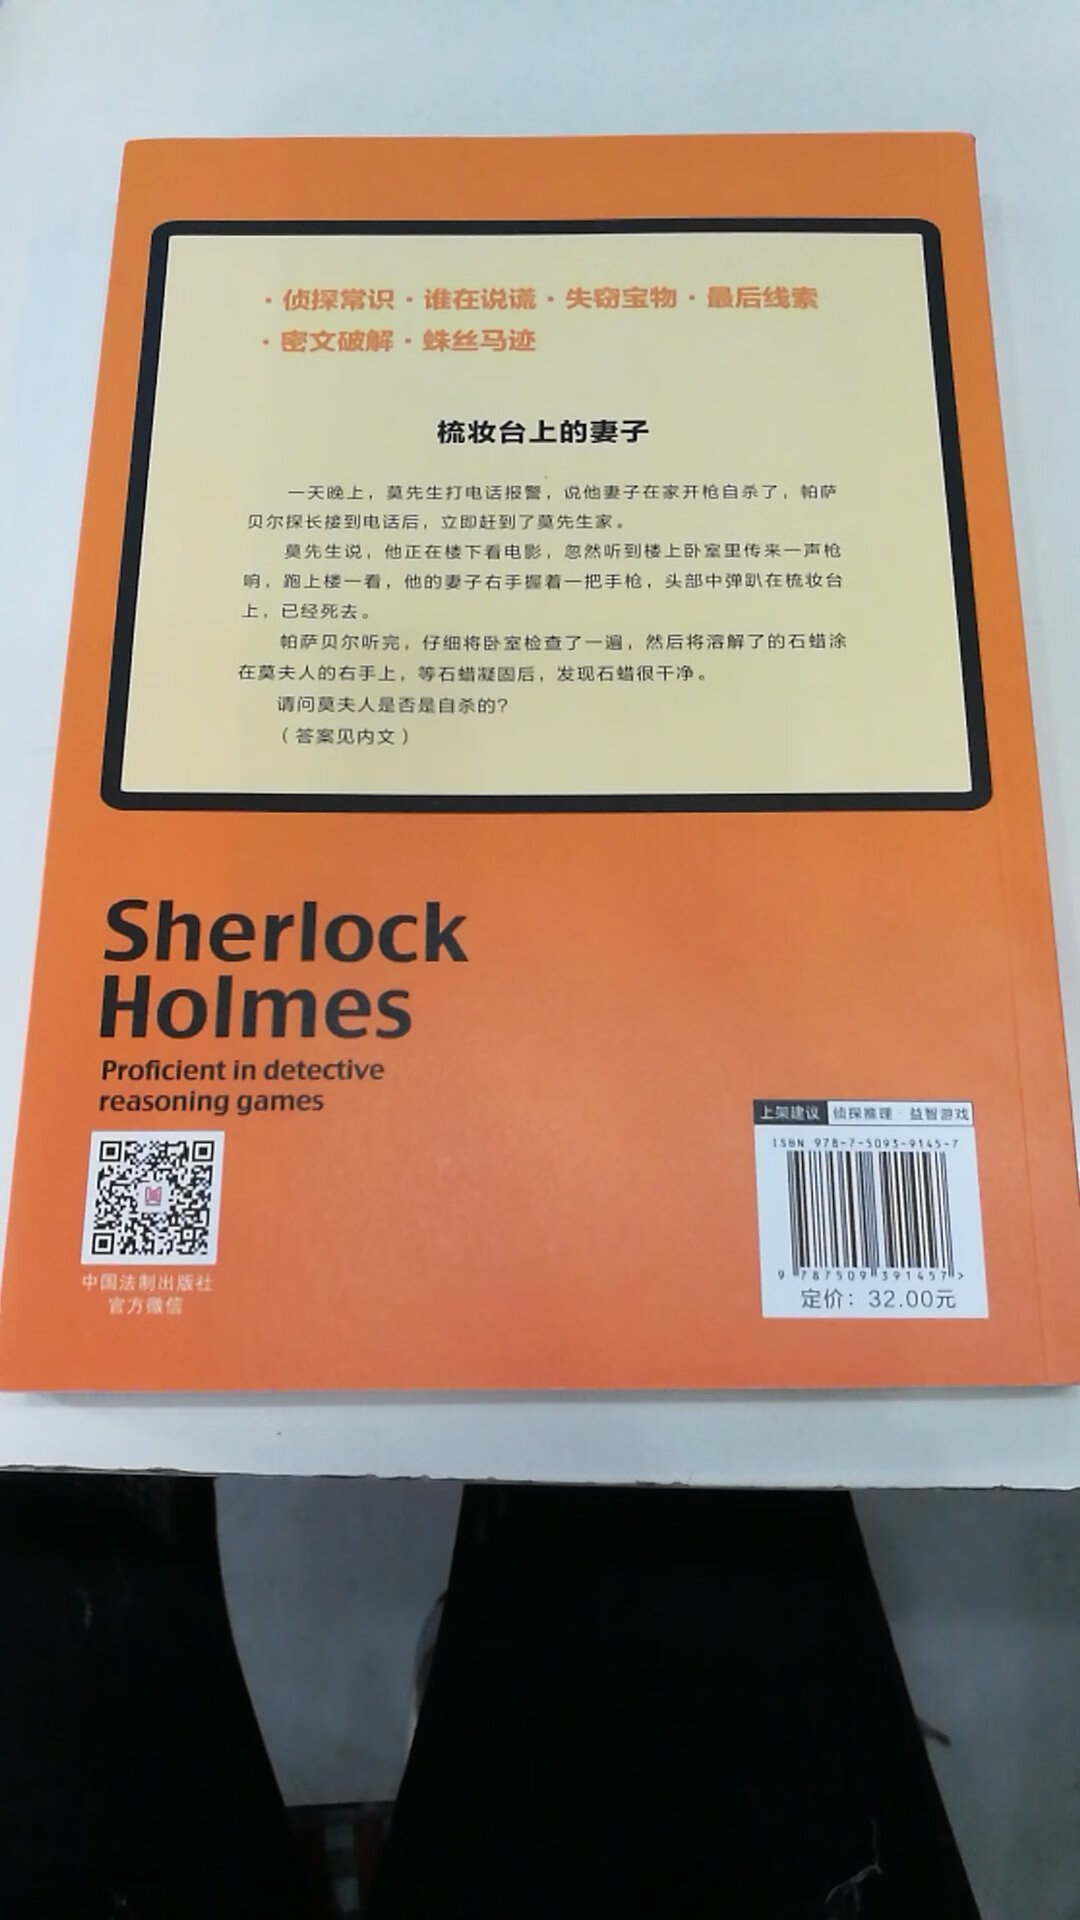 ·侦探常识·谁在说谎·失窃宝物·最后线索
·密文破解·蛛丝马迹
梳妆台上的妻子
一天晚上，莫先生打电话报警，说他妻子在家开枪自杀了，帕萨
贝尔探长接到电话后，立即赶到了莫先生家。
莫先生说，他正在楼下看电影，忽然听到楼上卧室里传来一声枪
响，跑上楼一看，他的妻子右手握着一把手枪，头部中弹趴在梳妆台
上，已经死去。
帕萨贝尔听完，仔细将卧室检查了一遍，然后将溶解了的石蜡涂
在莫夫人的右手上，等石蜡凝固后，发现石蜡很干净。
请问莫夫人是否是自杀的？
（答案见内文）
Sherlock
Holmes
Proficient in detective
reasoning games
中国法制出版社
官方微信
上架建议 侦探推理·益智游戏
ISBN 978-7-5093-9145-7
9 787509 391457 >
定价：32.00元